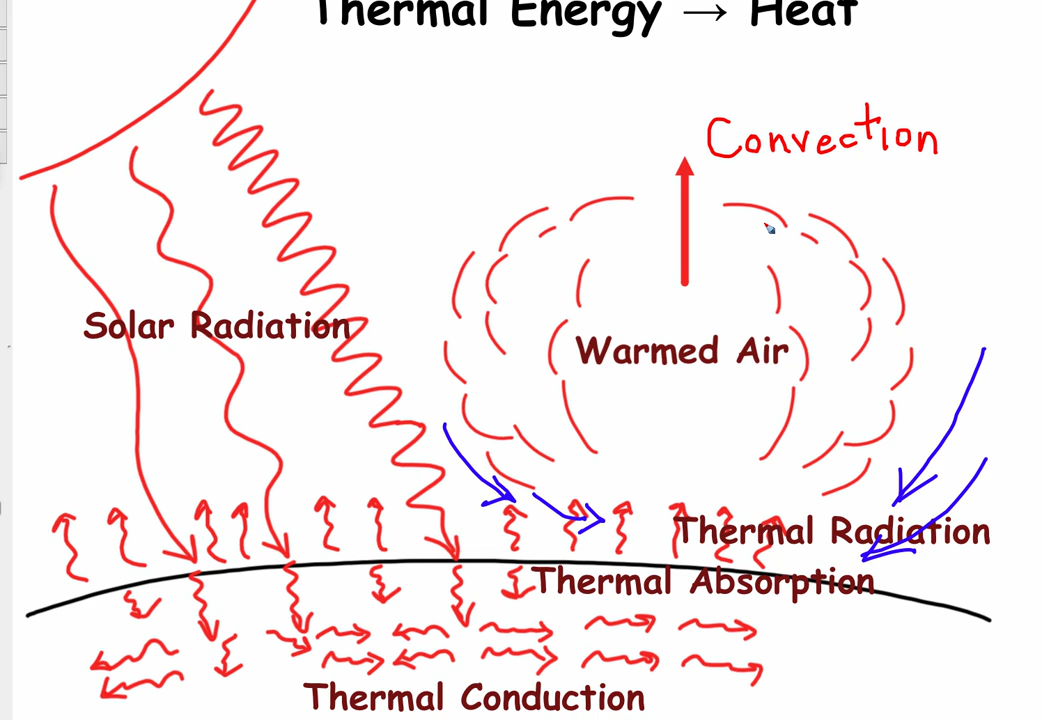 Thermal Energy → Heat
Convection
Solar Radiation
Warmed Air
Thermal Radiation
Thermal Absorption
Thermal Conduction